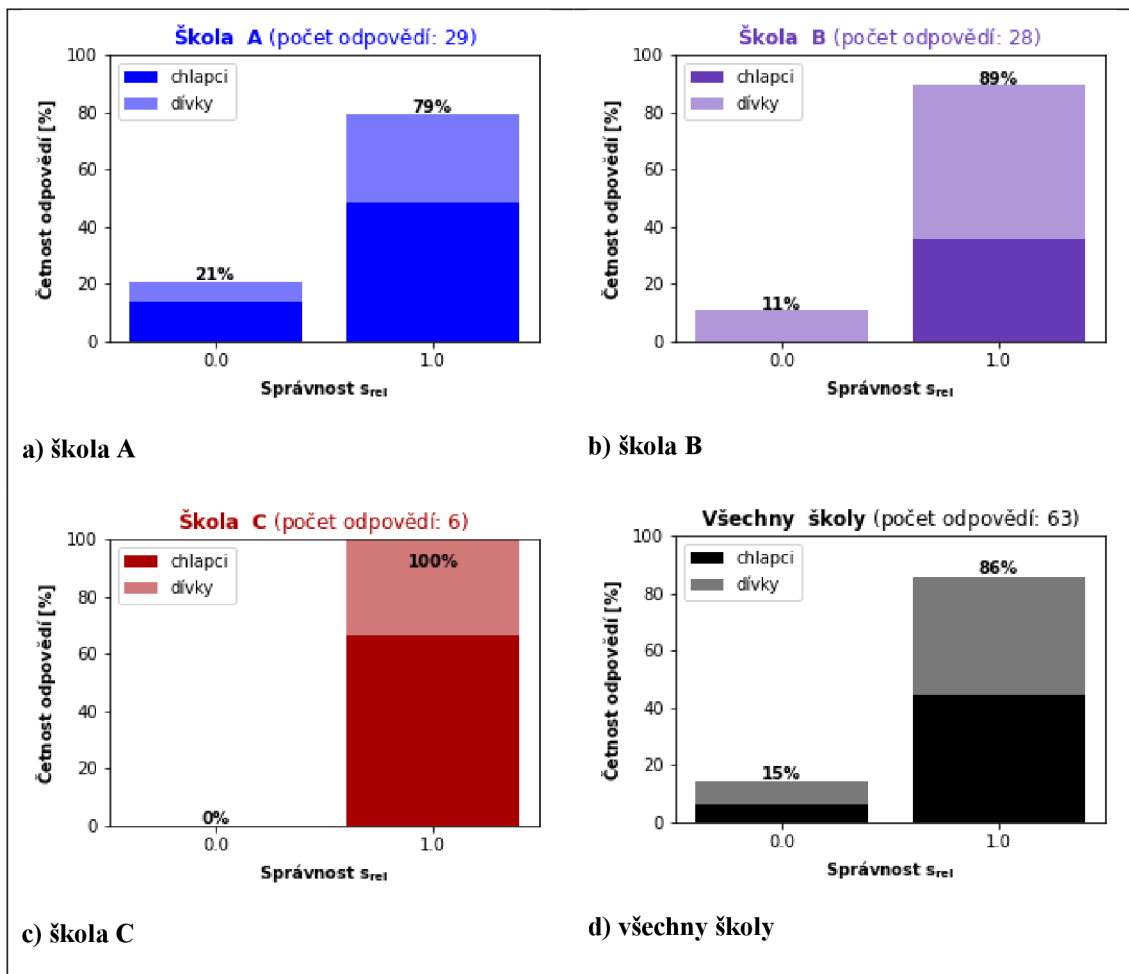 Škola A (počet odpovědí: 29)
Četnost odpovědí [%]
100
80
60
40
20
0
chlapci
dívky
21%
79%
0.0
1.0
Správnost s_rel
a) škola A
Škola B (počet odpovědí: 28)
Četnost odpovědí [%]
100
80
60
40
20
0
chlapci
dívky
11%
89%
0.0
1.0
Správnost s_rel
b) škola B
Škola C (počet odpovědí: 6)
Četnost odpovědí [%]
100
80
60
40
20
0
chlapci
dívky
0%
100%
0.0
1.0
Správnost s_rel
c) škola C
Všechny školy (počet odpovědí: 63)
Četnost odpovědí [%]
100
80
60
40
20
0
chlapci
dívky
15%
86%
0.0
1.0
Správnost s_rel
d) všechny školy